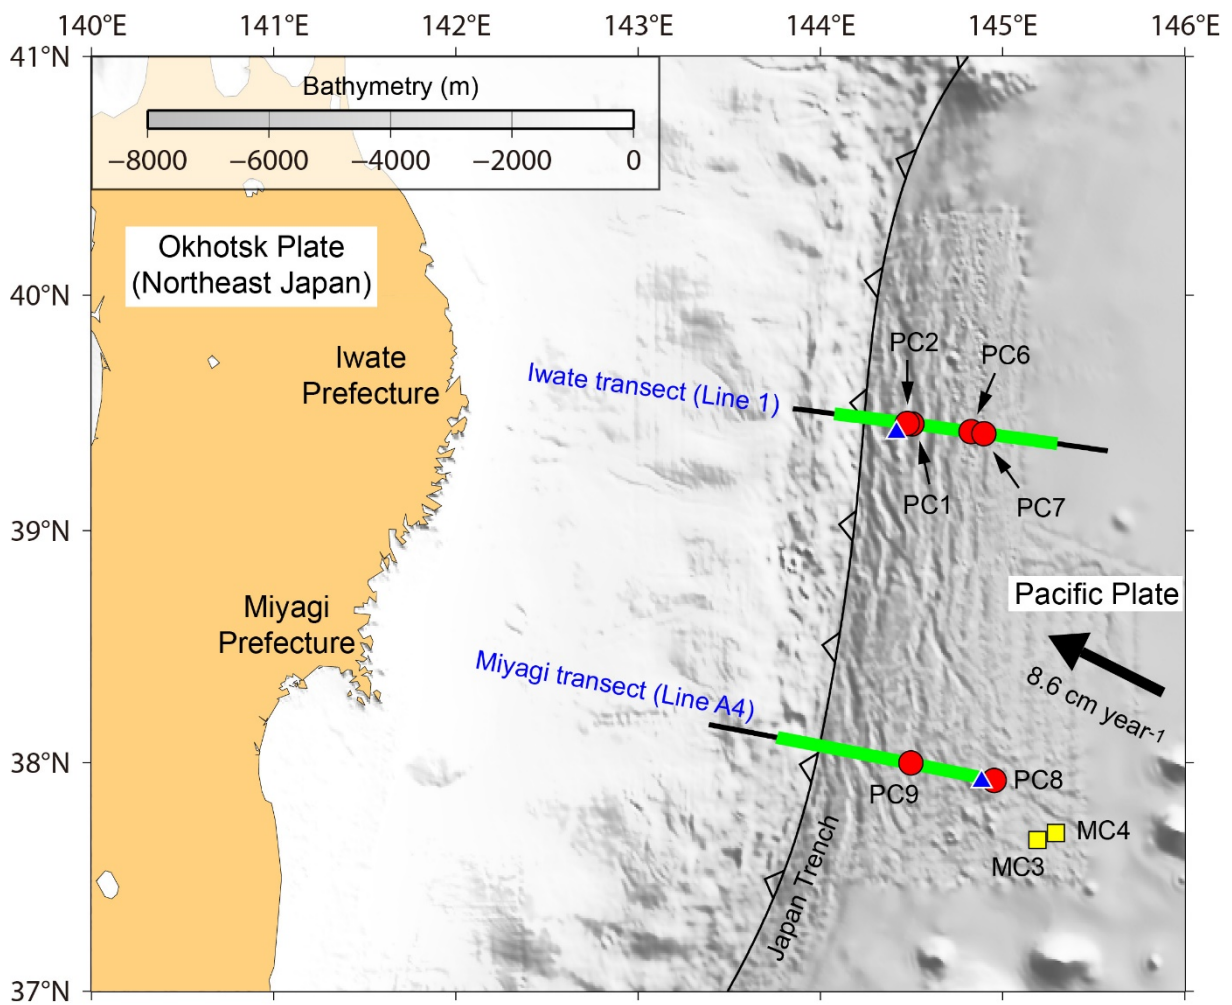 140°E 141°E 142°E 143°E 144°E 145°E 146°E
41°N
Bathymetry (m)
−8000 −6000 −4000 −2000 0
Okhotsk Plate
(Northeast Japan)
40°N
PC2
PC6
Iwate
Prefecture
Iwate transect (Line 1)
PC1
PC7
39°N
Pacific Plate
Miyagi
Prefecture
8.6 cm year-1
Miyagi transect (Line A4)
38°N
PC9
PC8
MC4
MC3
Japan Trench
37°N